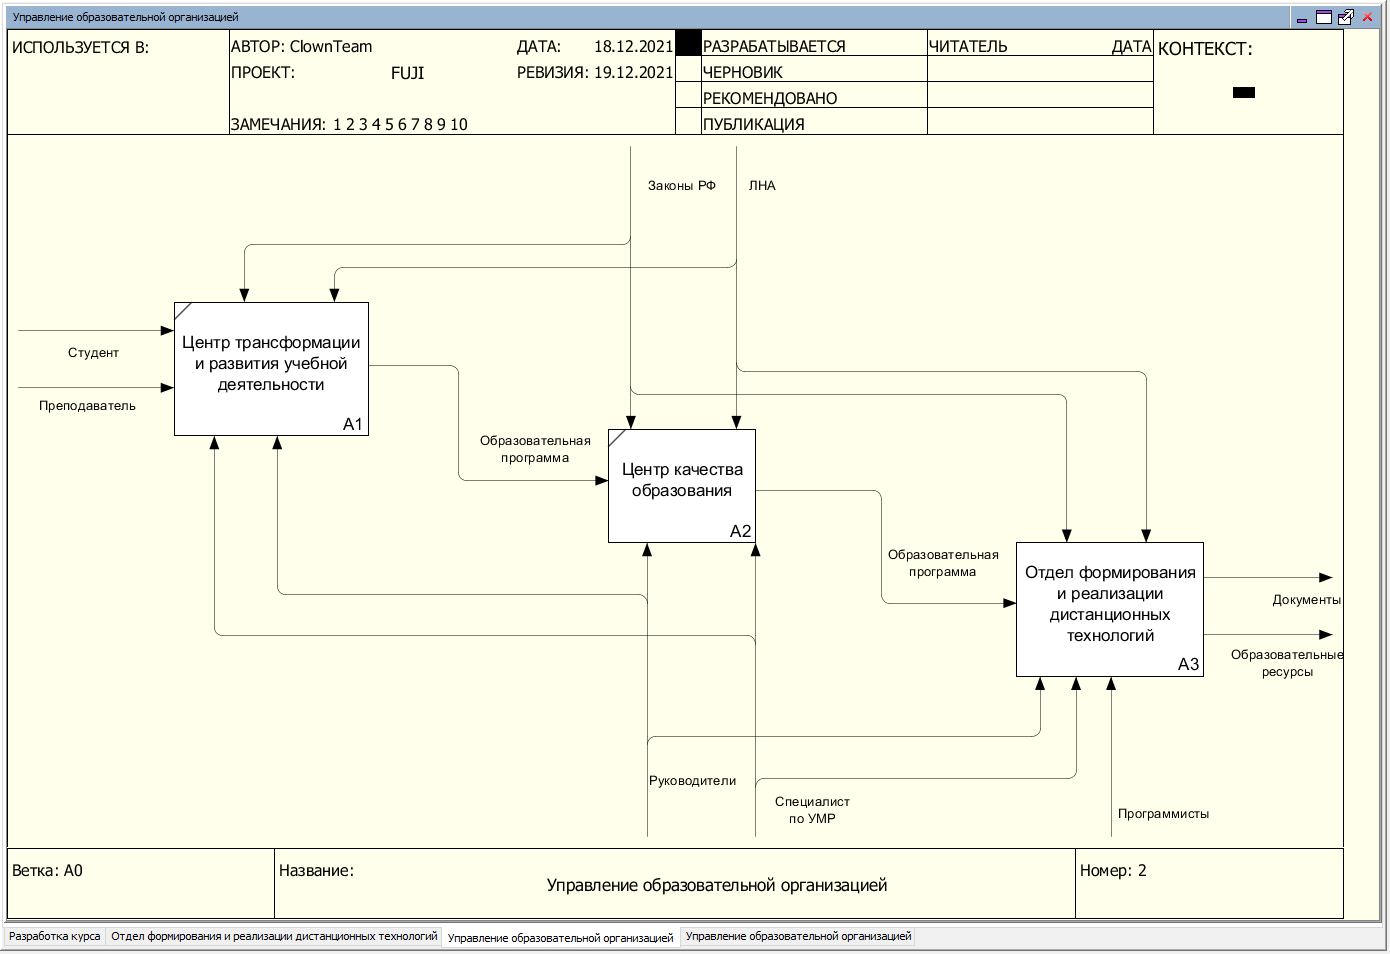 Управление образовательной организацией
ИСПОЛЬЗУЕТСЯ В:
АВТОР: ClownTeam
ДАТА: 18.12.2021
ПРОЕКТ: FUJI
РЕВИЗИЯ: 19.12.2021
ЗАМЕЧАНИЯ: 1 2 3 4 5 6 7 8 9 10
РАЗРАБАТЫВАЕТСЯ
ЧЕРНОВИК
РЕКОМЕНДОВАНО
ПУБЛИКАЦИЯ
ЧИТАТЕЛЬ
ДАТА
КОНТЕКСТ:
Законы РФ
ЛНА
Студент
Преподаватель
Центр трансформации
и развития учебной
деятельности
A1
Образовательная
программа
Центр качества
образования
A2
Образовательная
программа
Отдел формирования
и реализации
дистанционных
технологий
A3
Документы
Образовательные
ресурсы
Руководители
Специалист
по УМР
Программисты
Ветка: A0
Название:
Управление образовательной организацией
Номер: 2
Разработка курса
Отдел формирования и реализации дистанционных технологий
Управление образовательной организацией
Управление образовательной организацией